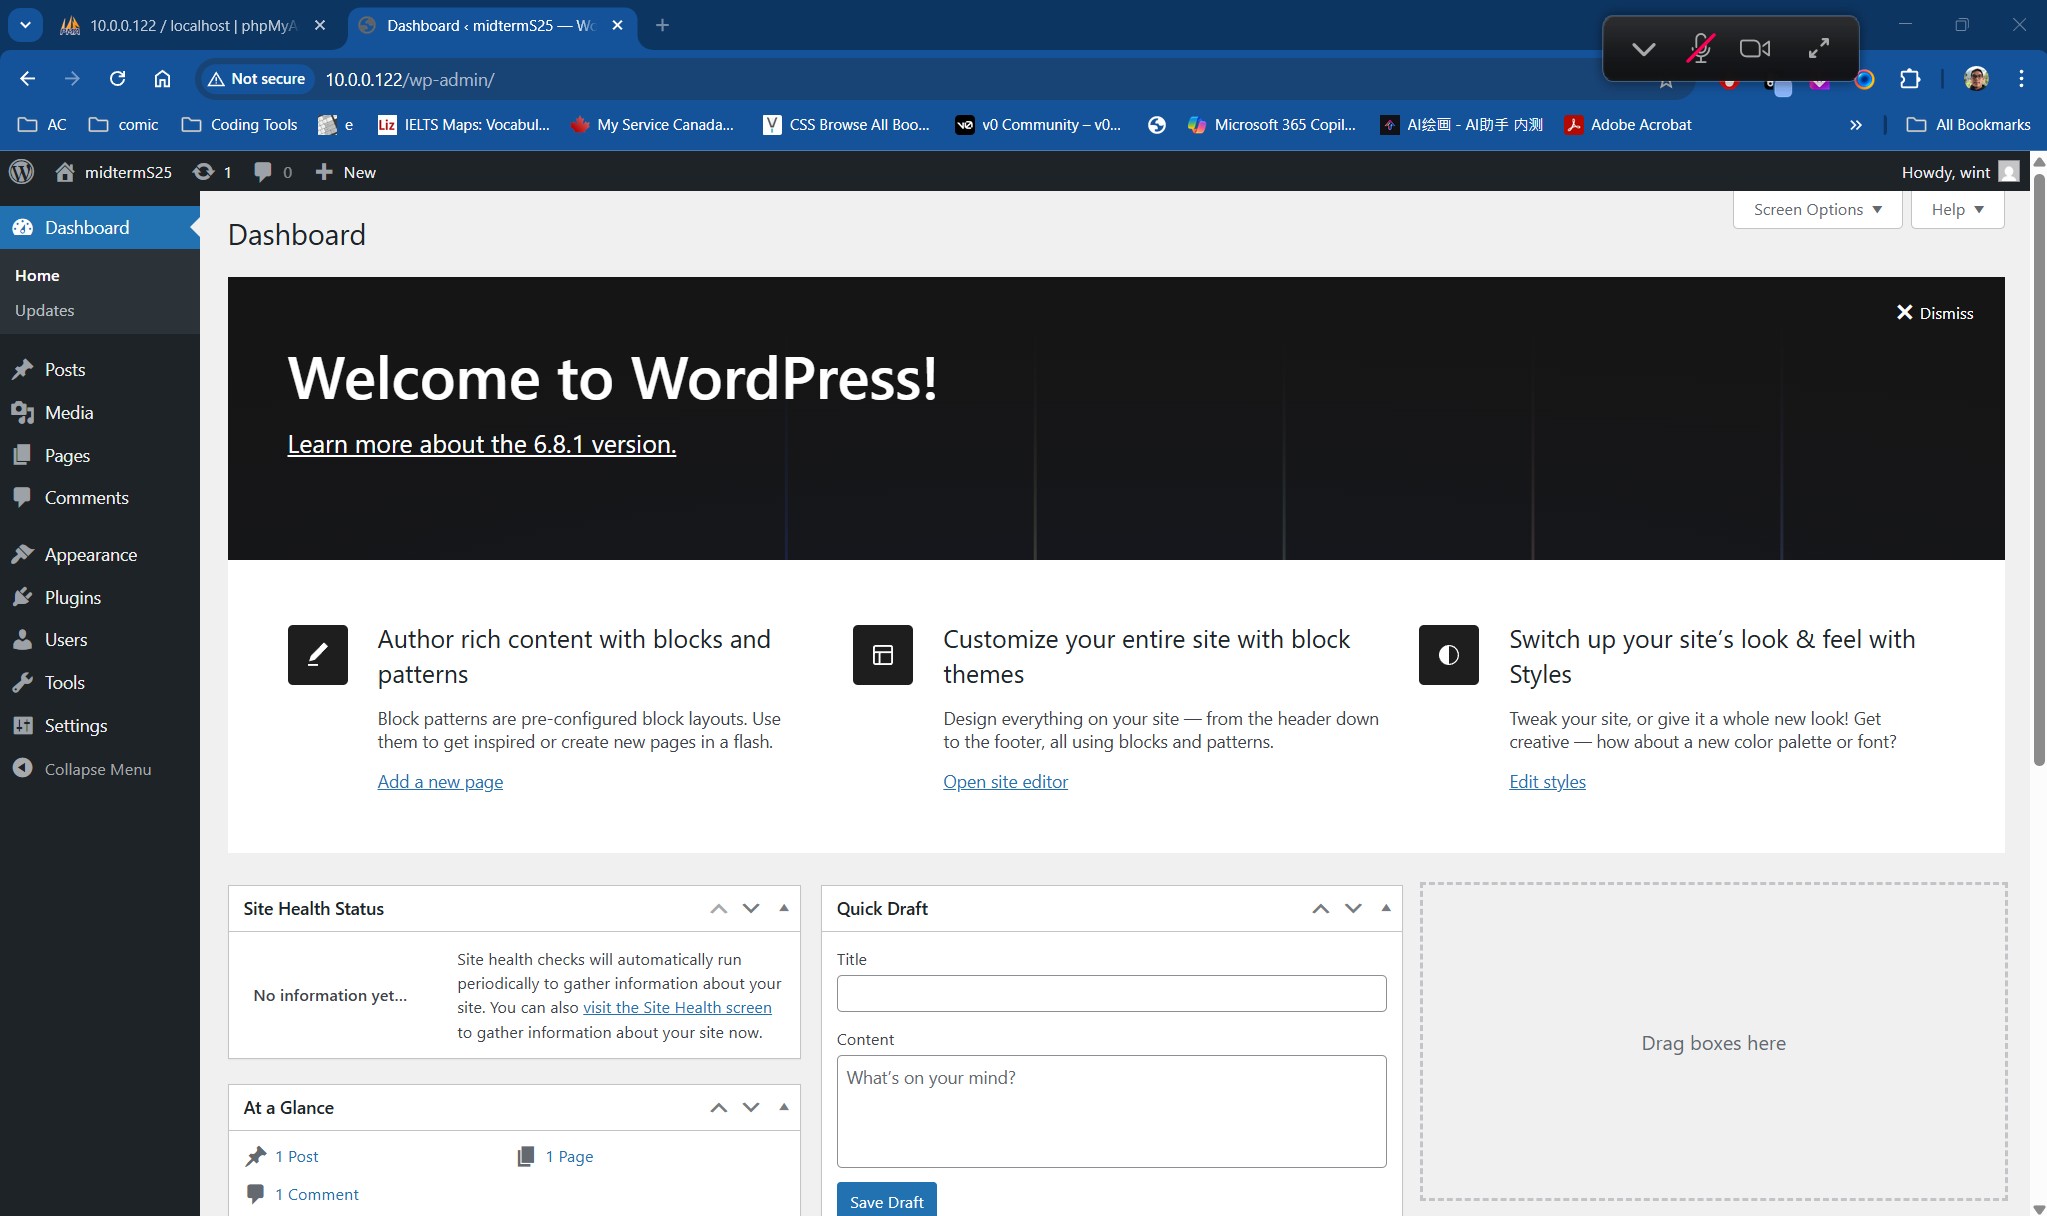 10.0.0.122 / localhost | phpMyA
Dashboard ‹ midtermS25 — Wo
Not secure
10.0.0.122/wp-admin/
AC
comic
Coding Tools
e
Liz
IELTS Maps: Vocabul...
My Service Canada...
CSS Browse All Boo...
v0 Community – v0...
Microsoft 365 Copil...
AI绘画 - AI助手 内测
Adobe Acrobat
All Bookmarks
midtermS25
1
0
New
Howdy, wint
Dashboard
Home
Updates
Posts
Media
Pages
Comments
Appearance
Plugins
Users
Tools
Settings
Collapse Menu
Screen Options
Help
Dashboard
Dismiss
Welcome to WordPress!
Learn more about the 6.8.1 version.
Author rich content with blocks and
patterns
Block patterns are pre-configured block layouts. Use
them to get inspired or create new pages in a flash.
Add a new page
Customize your entire site with block
themes
Design everything on your site — from the header down
to the footer, all using blocks and patterns.
Open site editor
Switch up your site’s look & feel with
Styles
Tweak your site, or give it a whole new look! Get
creative — how about a new color palette or font?
Edit styles
Site Health Status
No information yet...
Site health checks will automatically run
periodically to gather information about your
site. You can also visit the Site Health screen
to gather information about your site now.
At a Glance
1 Post
1 Page
1 Comment
Quick Draft
Title
Content
What’s on your mind?
Save Draft
Drag boxes here